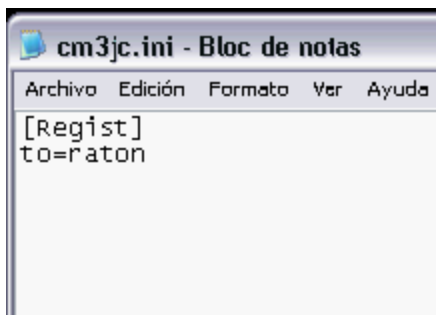 cm3jc.ini - Bloc de notas
Archivo Edición Formato Ver Ayuda
[Regist]
to=raton